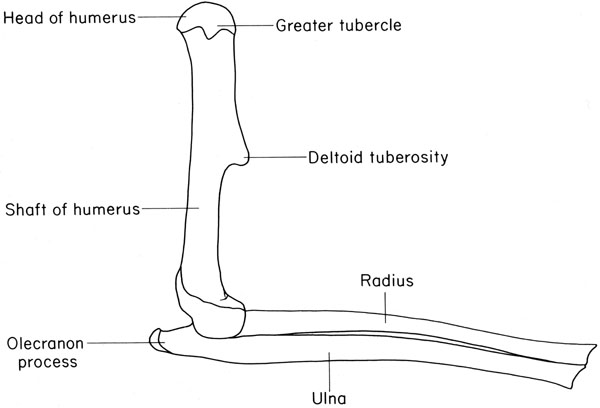 Head of humerus
Greater tubercle
Deltoid tuberosity
Shaft of humerus
Radius
Olecranon
process
Ulna